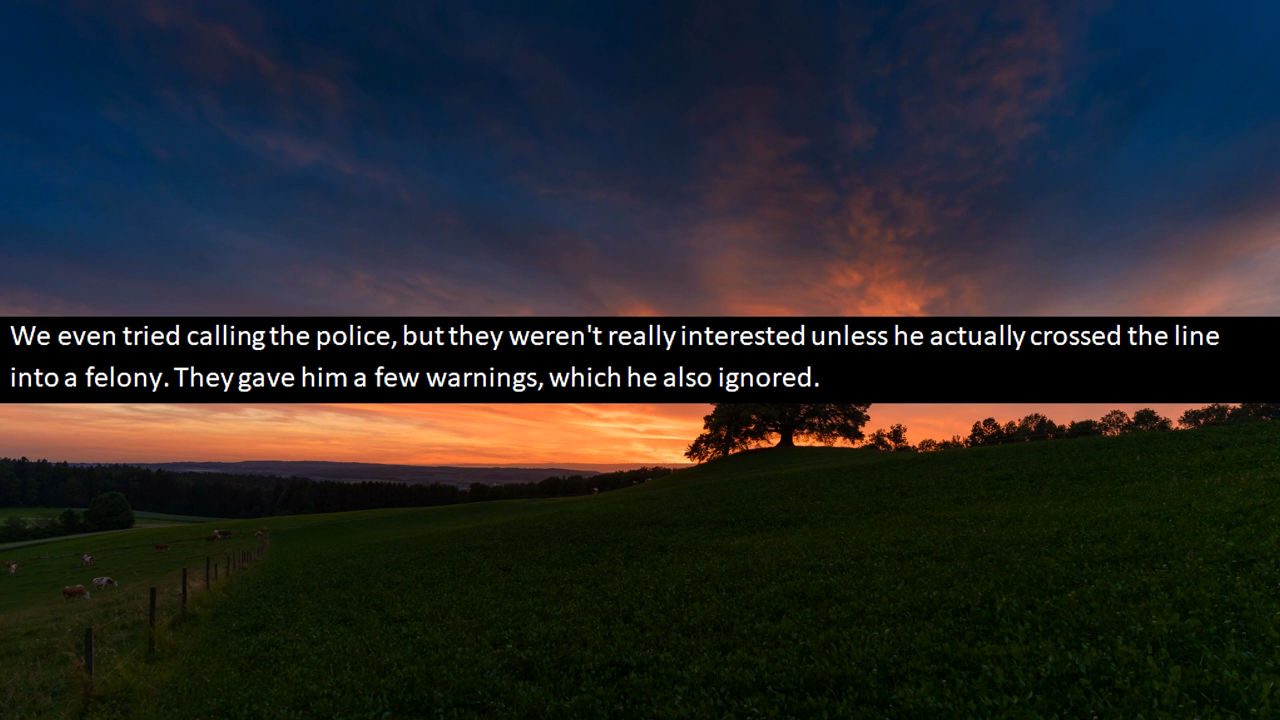 We even tried calling the police, but they weren't really interested unless he actually crossed the line
into a felony. They gave him a few warnings, which he also ignored.